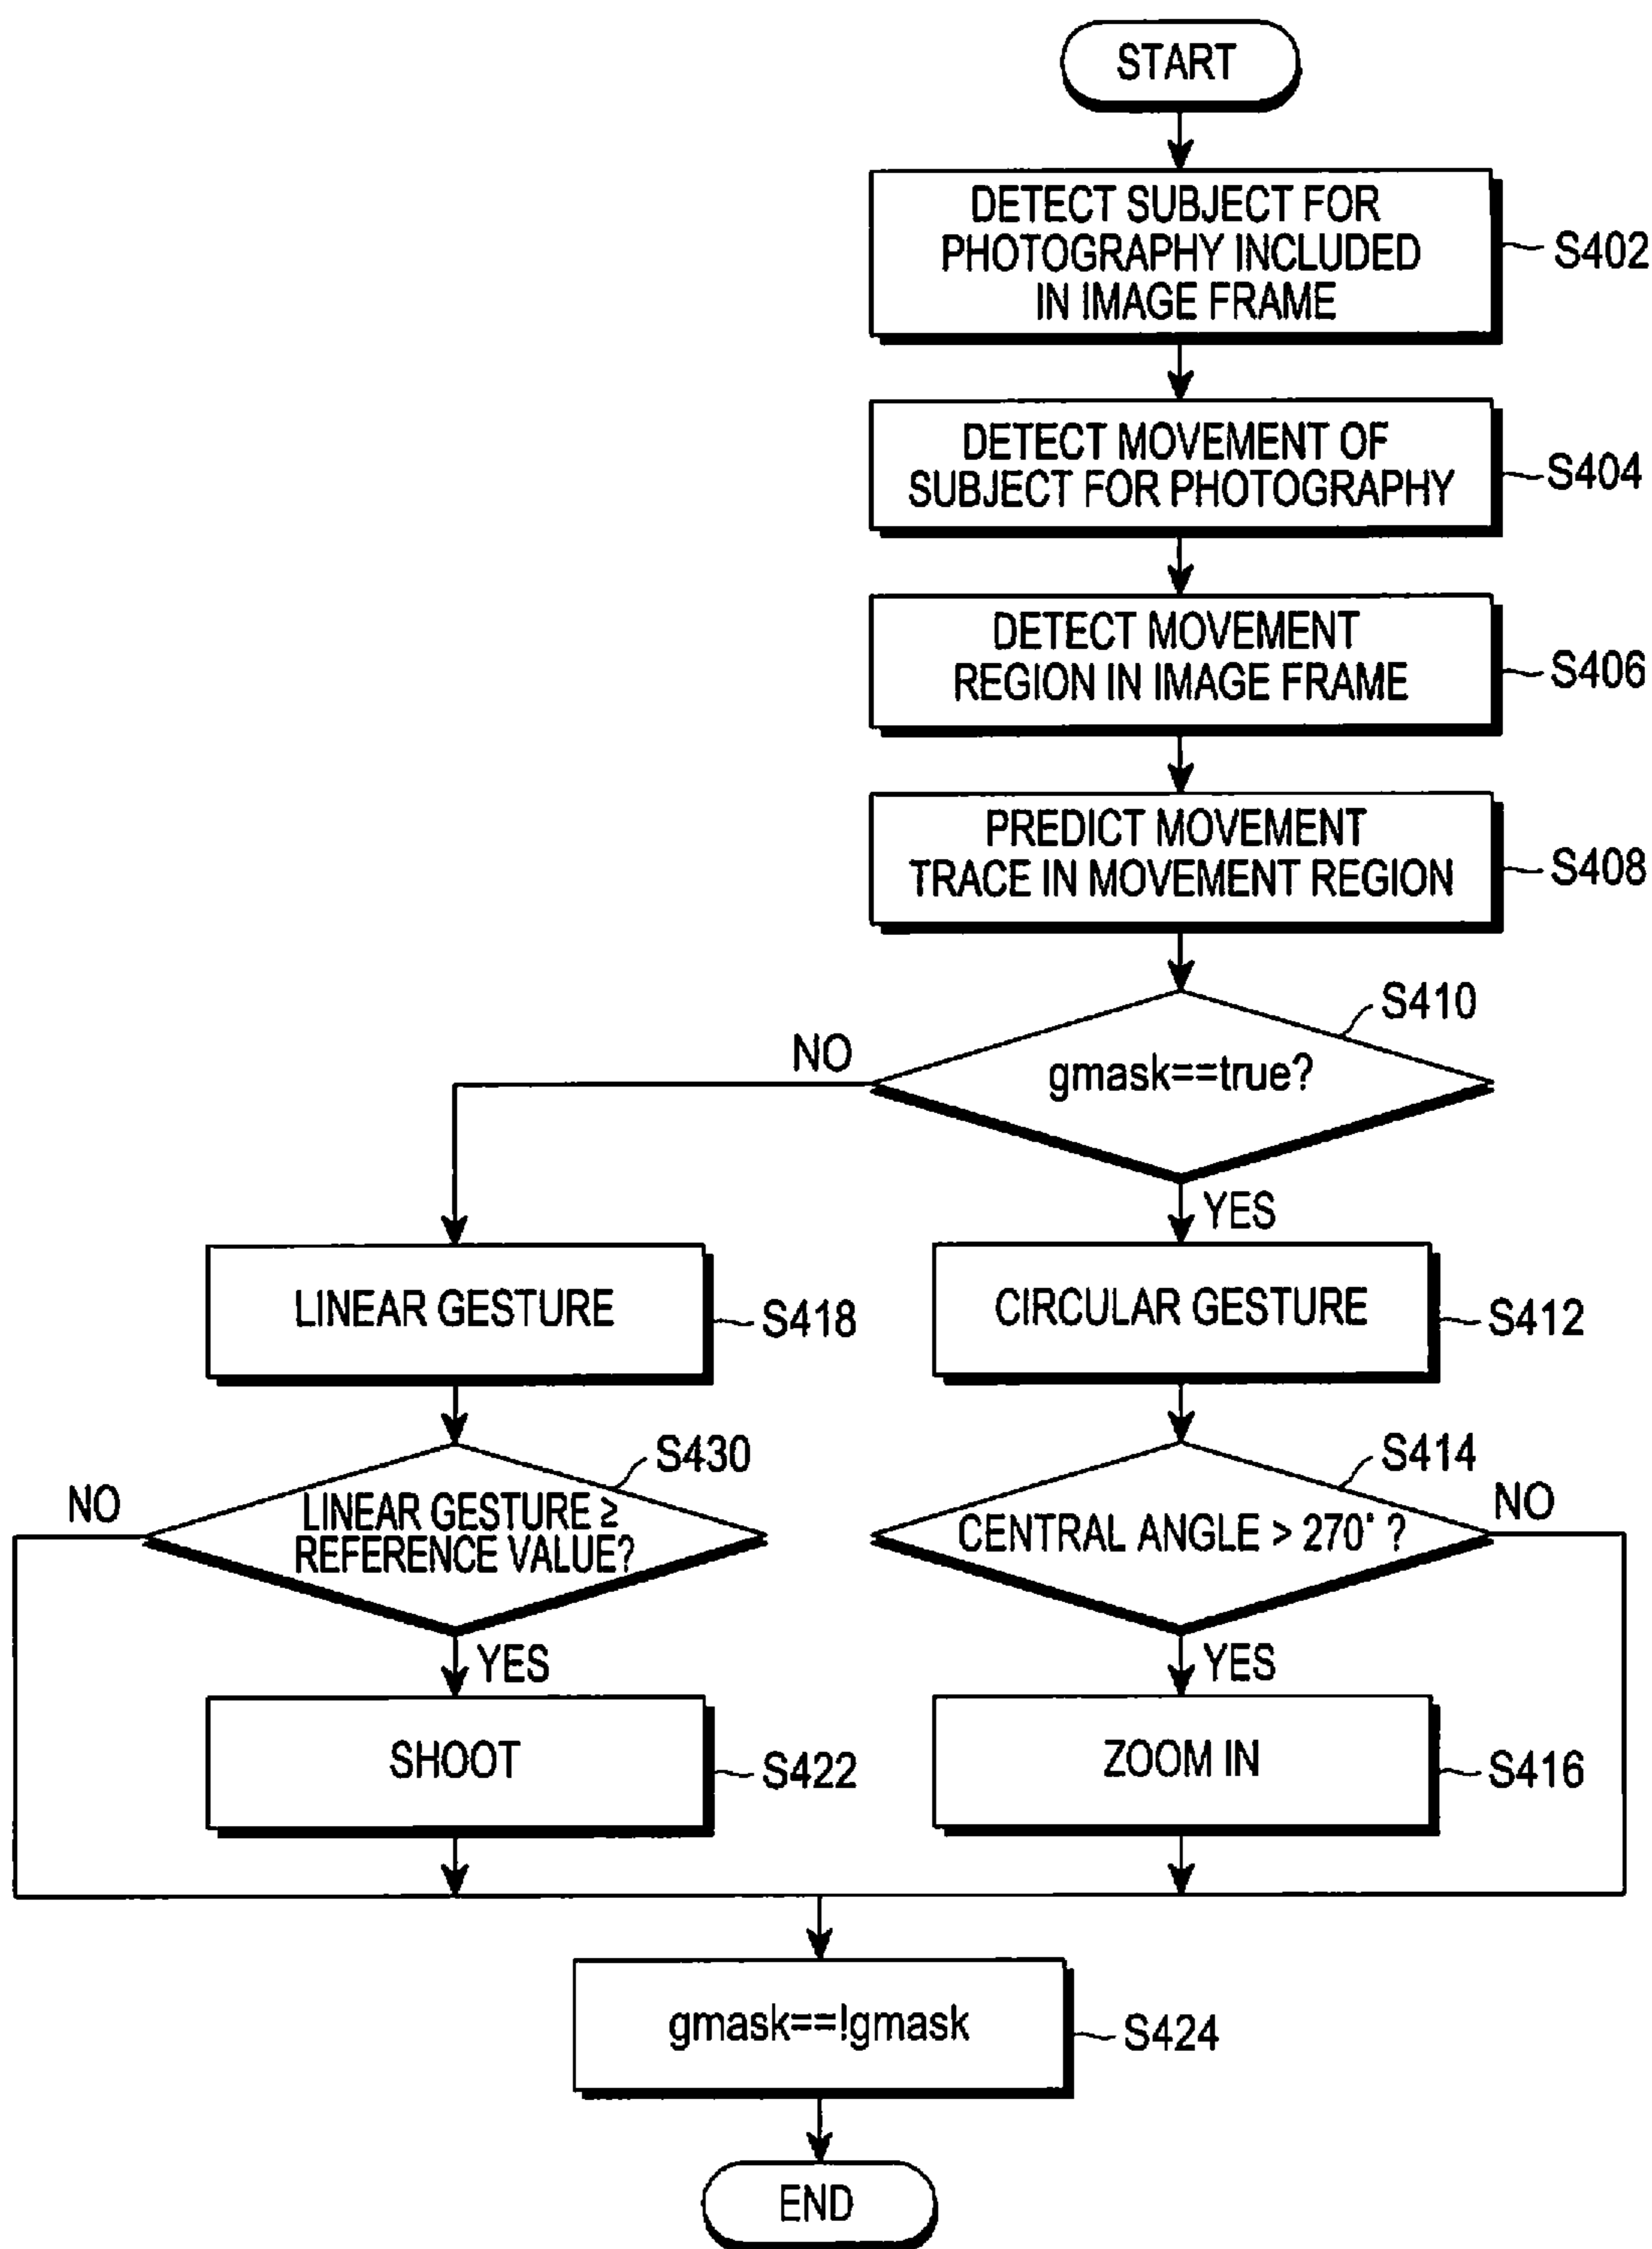 START
DETECT SUBJECT FOR
PHOTOGRAPHY INCLUDED
IN IMAGE FRAME
S402
DETECT MOVEMENT OF
SUBJECT FOR PHOTOGRAPHY
S404
DETECT MOVEMENT
REGION IN IMAGE FRAME
S406
PREDICT MOVEMENT
TRACE IN MOVEMENT REGION
S408
S410
NO
gmask==true?
YES
LINEAR GESTURE
S418
CIRCULAR GESTURE
S412
S430
NO
LINEAR GESTURE ≥
REFERENCE VALUE?
YES
S414
NO
CENTRAL ANGLE > 270° ?
YES
SHOOT
S422
ZOOM IN
S416
gmask==!gmask
S424
END